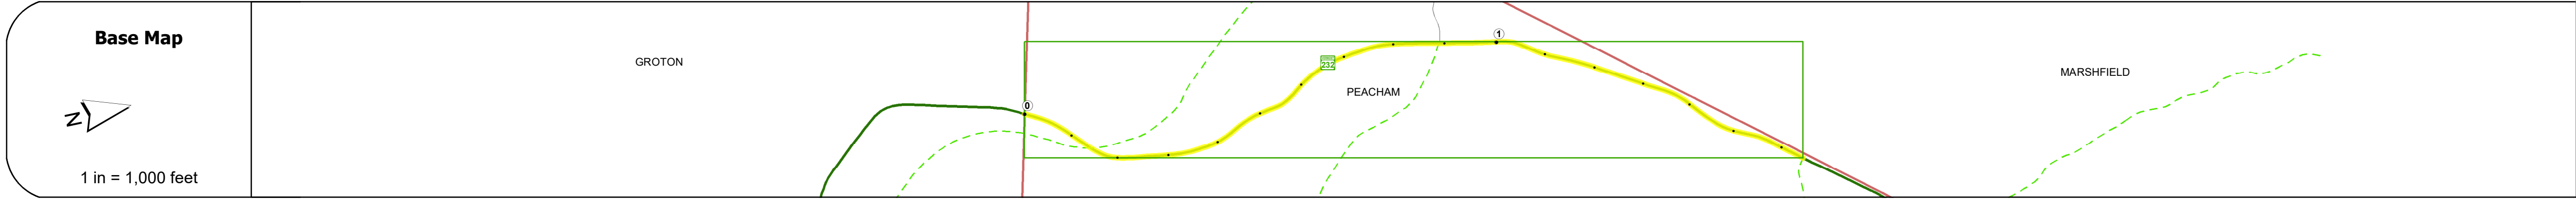 Base Map
GROTON
0
232
1
PEACHAM
MARSHFIELD
N
1 in = 1,000 feet